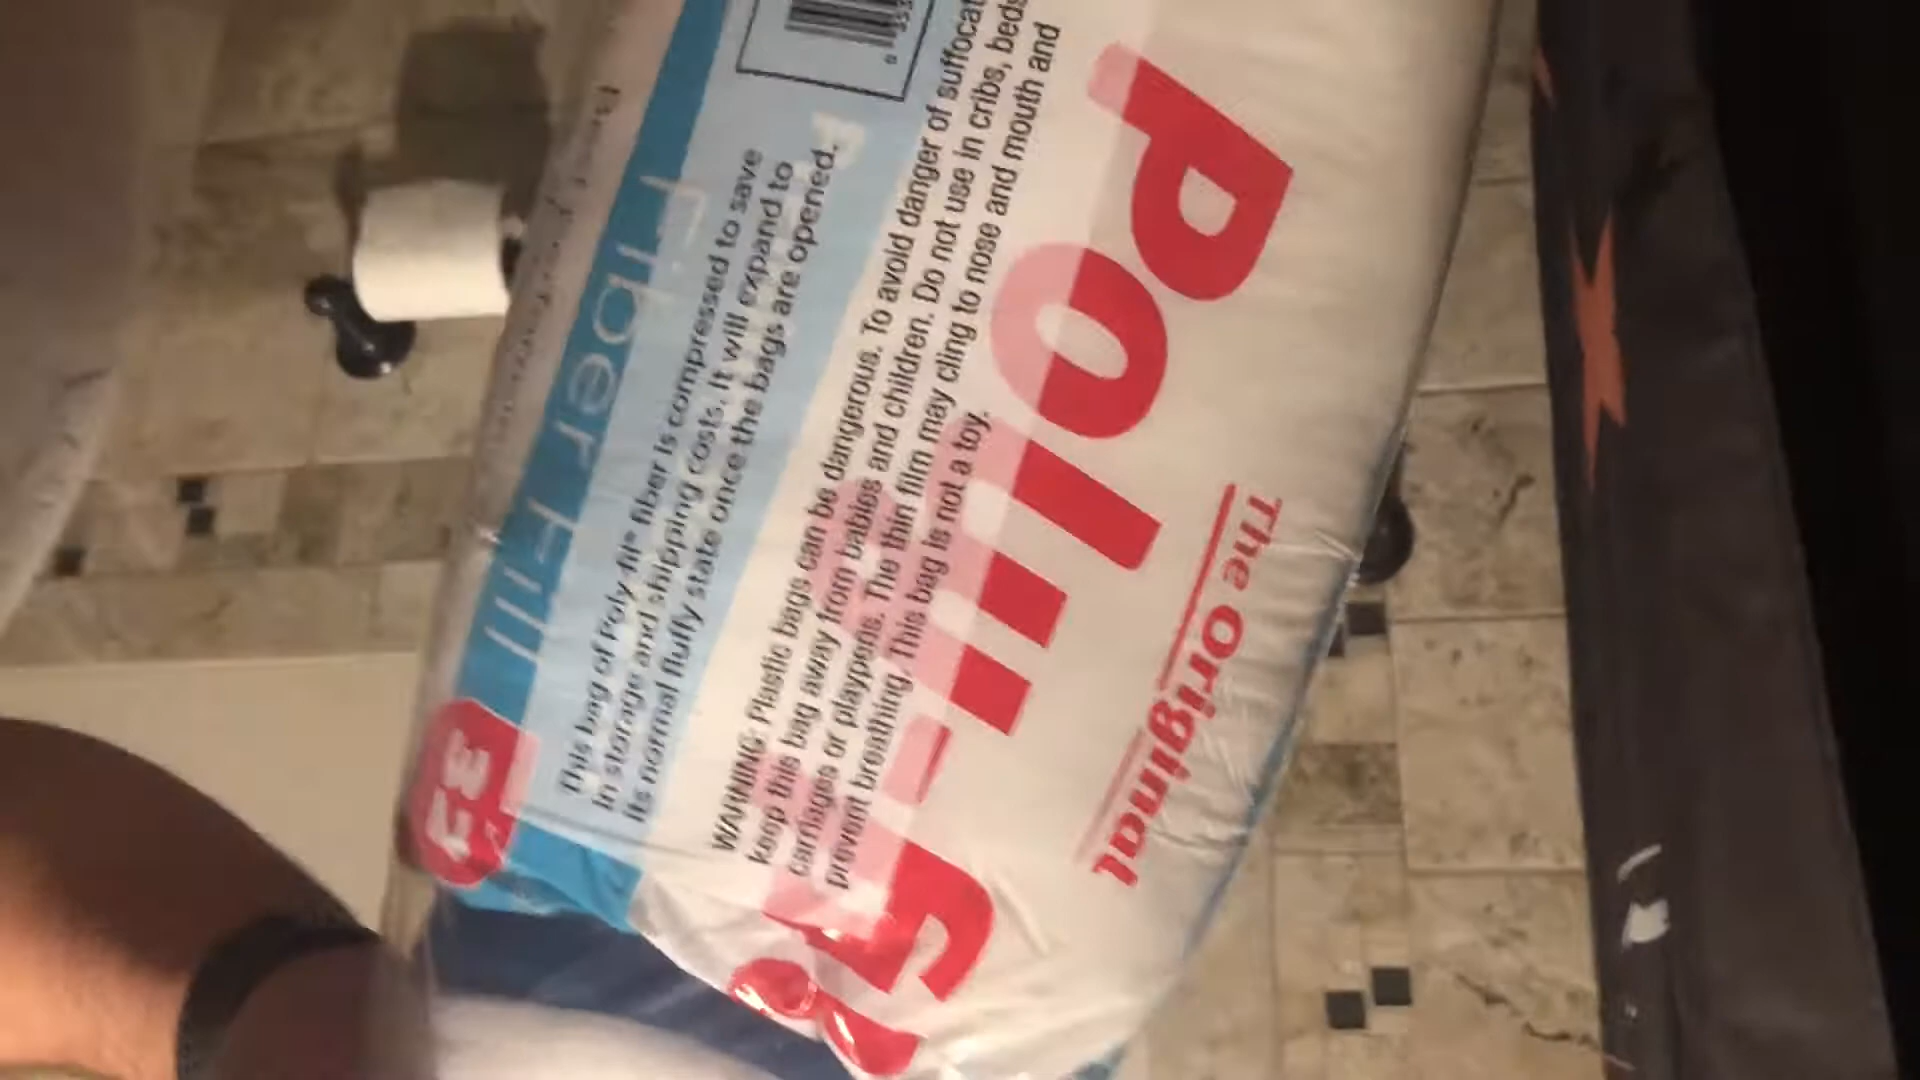 The Original
Poly-fil
Fiber Fill
This bag of Poly-fil® fiber is compressed to save
in storage and shipping costs. It will expand to
its normal fluffy state once the bags are opened.
WARNING: Plastic bags can be dangerous. To avoid danger of suffocat
keep this bag away from babies and children. Do not use in cribs, beds
carriages or playpens. The thin film may cling to nose and mouth and
prevent breathing. This bag is not a toy.